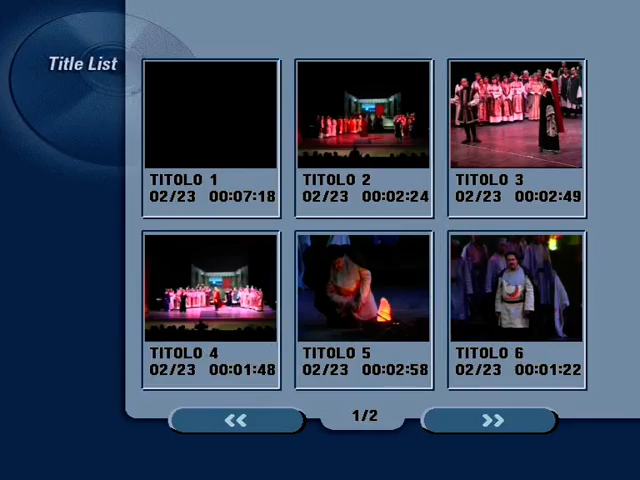 Title List
TITOLO 1
02/23 00:07:18
TITOLO 2
02/23 00:02:24
TITOLO 3
02/23 00:02:49
TITOLO 4
02/23 00:01:48
TITOLO 5
02/23 00:02:58
TITOLO 6
02/23 00:01:22
1/2